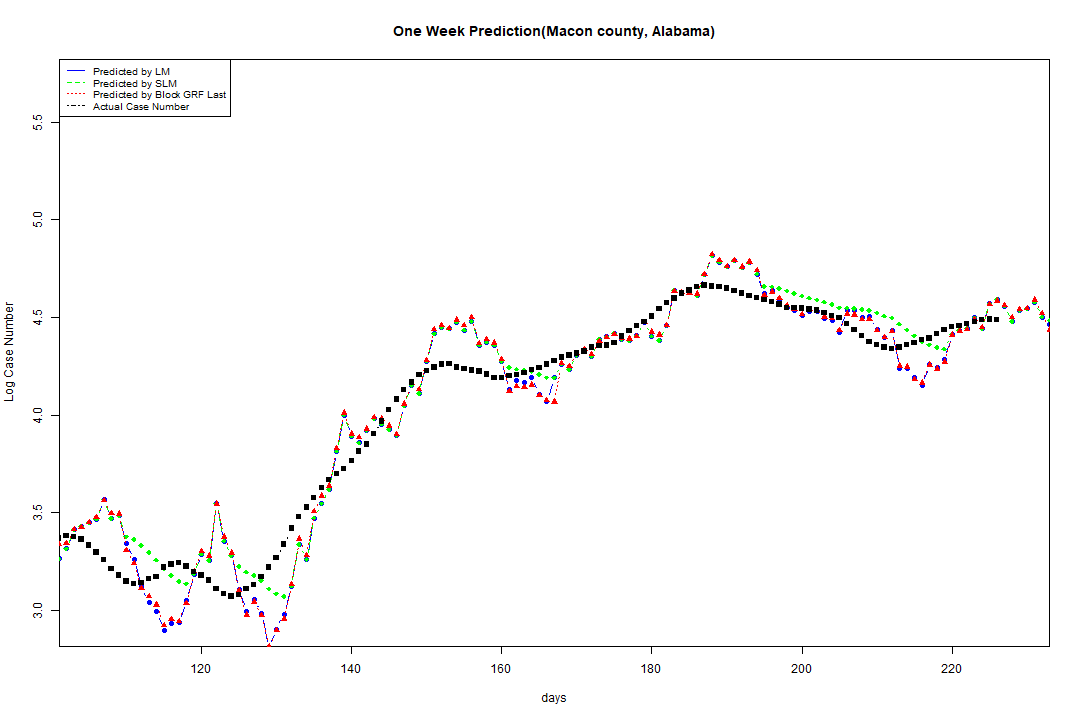 One Week Prediction(Macon county, Alabama)
Predicted by LM
Predicted by SLM
Predicted by Block GRF Last
Actual Case Number
5.5
5.0
4.5
4.0
3.5
3.0
Log Case Number
120 140 160 180 200 220
days